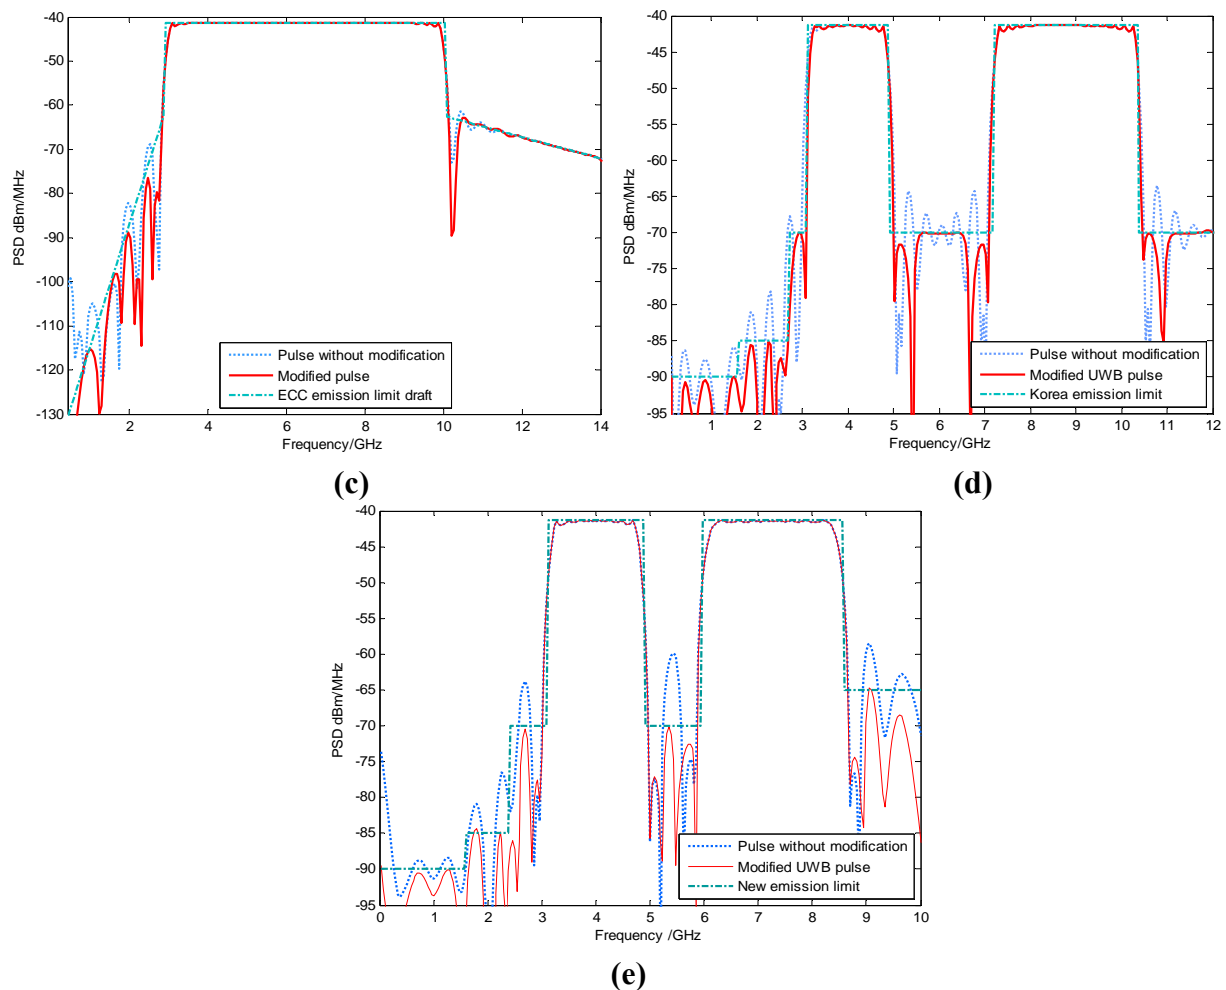 -40
-50
-60
-70
-80
-90
-100
-110
-120
-130
2 4 6 8 10 12 14
PSD dBm/MHz
Frequency/GHz
Pulse without modification
Modified pulse
ECC emission limit draft
(c)
-40
-45
-50
-55
-60
-65
-70
-75
-80
-85
-90
-95
1 2 3 4 5 6 7 8 9 10 11 12
PSD dBm/MHz
Frequency/GHz
Pulse without modification
Modified UWB pulse
Korea emission limit
(d)
-40
-45
-50
-55
-60
-65
-70
-75
-80
-85
-90
-95
0 1 2 3 4 5 6 7 8 9 10
PSD dBm/MHz
Frequency /GHz
Pulse without modification
Modified UWB pulse
New emission limit
(e)